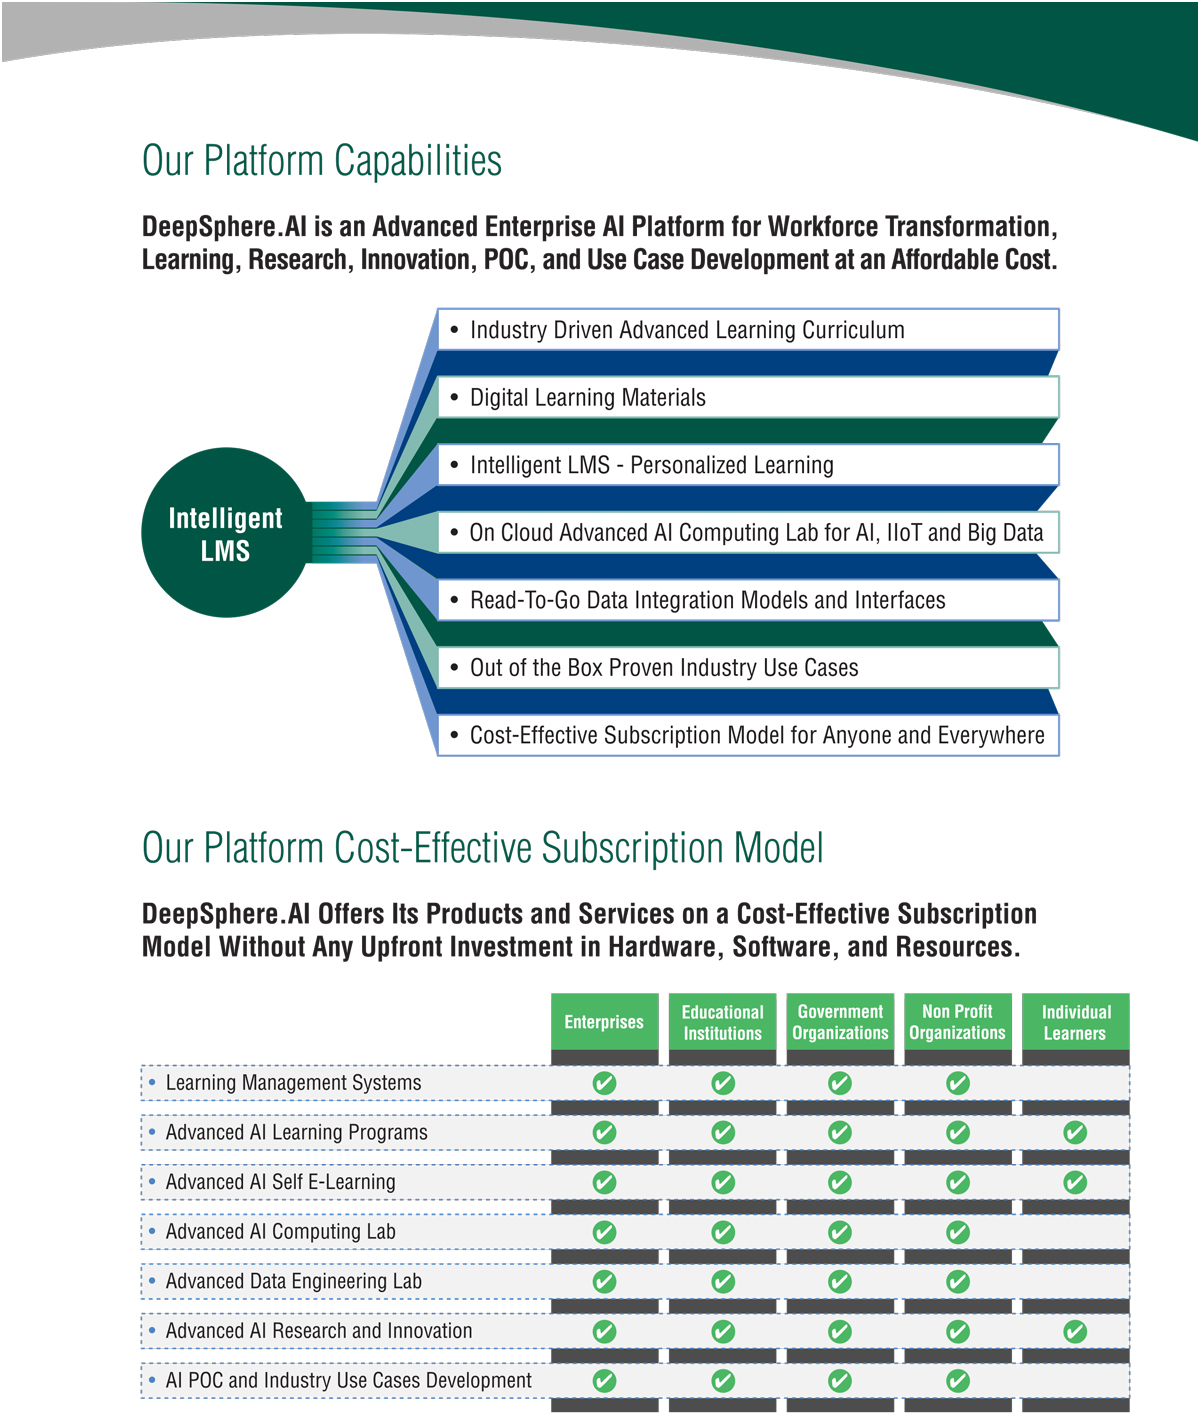 Our Platform Capabilities
DeepSphere.AI is an Advanced Enterprise AI Platform for Workforce Transformation,
Learning, Research, Innovation, POC, and Use Case Development at an Affordable Cost.
Intelligent
LMS
• Industry Driven Advanced Learning Curriculum
• Digital Learning Materials
• Intelligent LMS - Personalized Learning
• On Cloud Advanced AI Computing Lab for AI, IIoT and Big Data
• Read-To-Go Data Integration Models and Interfaces
• Out of the Box Proven Industry Use Cases
• Cost-Effective Subscription Model for Anyone and Everywhere
Our Platform Cost-Effective Subscription Model
DeepSphere.AI Offers Its Products and Services on a Cost-Effective Subscription
Model Without Any Upfront Investment in Hardware, Software, and Resources.
Enterprises
Educational
Institutions
Government
Organizations
Non Profit
Organizations
Individual
Learners
• Learning Management Systems
• Advanced AI Learning Programs
• Advanced AI Self E-Learning
• Advanced AI Computing Lab
• Advanced Data Engineering Lab
• Advanced AI Research and Innovation
• AI POC and Industry Use Cases Development